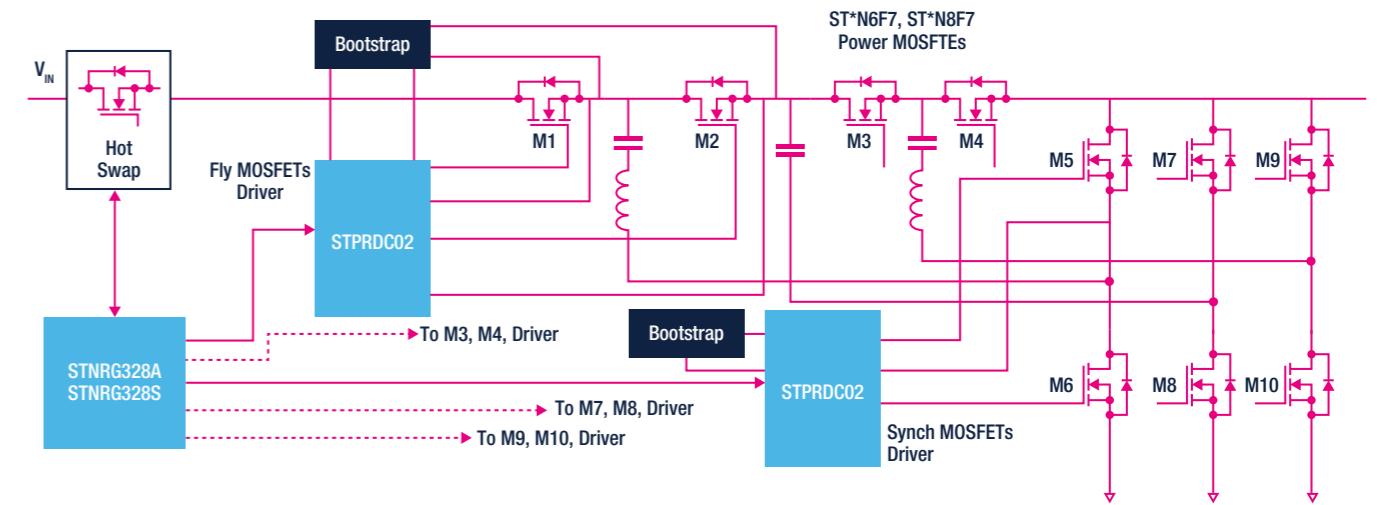 ST*N6F7, ST*N8F7
Power MOSFTEs
Bootstrap
VIN
Hot
Swap
M1
M2
M3
M4
M5
M7
M9
Fly MOSFETs
Driver
STPRDC02
Bootstrap
To M3, M4, Driver
STNRG328A
STNRG328S
STPRDC02
M6
M8
M10
To M7, M8, Driver
To M9, M10, Driver
Synch MOSFETs
Driver